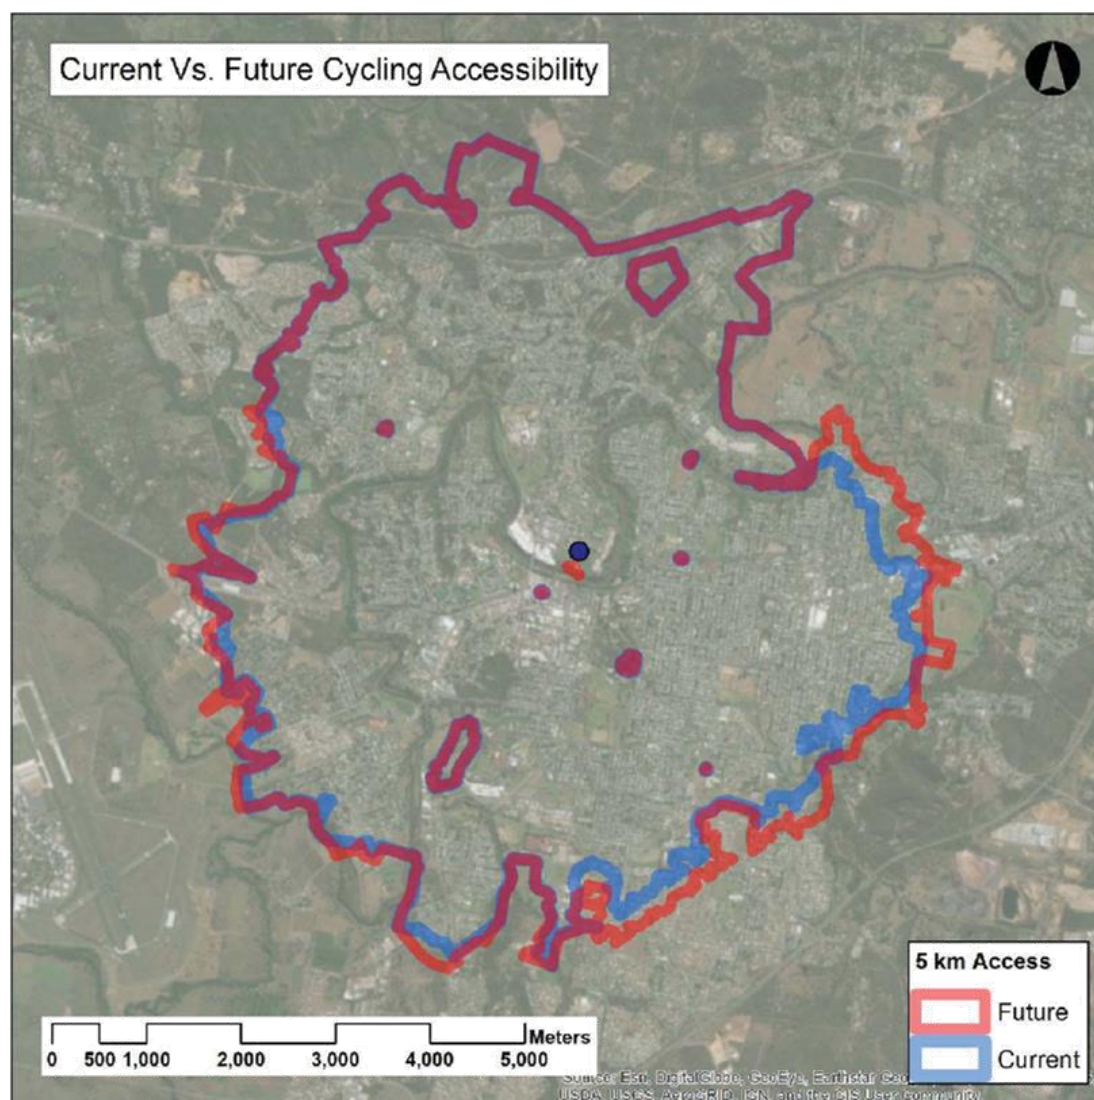 Current Vs. Future Cycling Accessibility
5 km Access
Future
Current
Meters
0 500 1,000 2,000 3,000 4,000 5,000
Source: Esri, DigitalGlobe, GeoEye, Earthstar
USDA, USGS, AeroGRID, IGN, and the GIS User Community